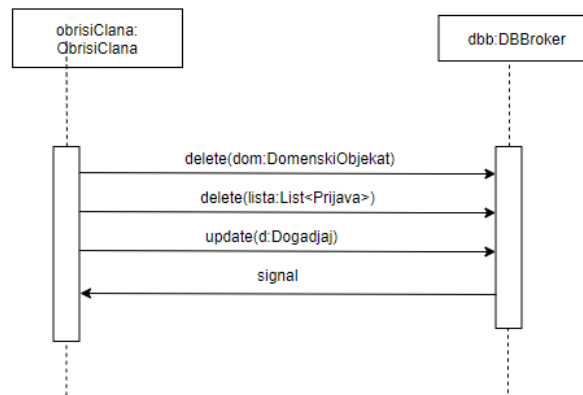 obrisiClana:
ObrisiClana
dbb:DBBroker
delete(dom:DomenskiObjekat)
delete(lista:List<Prijava>)
update(d:Dogadjaj)
signal